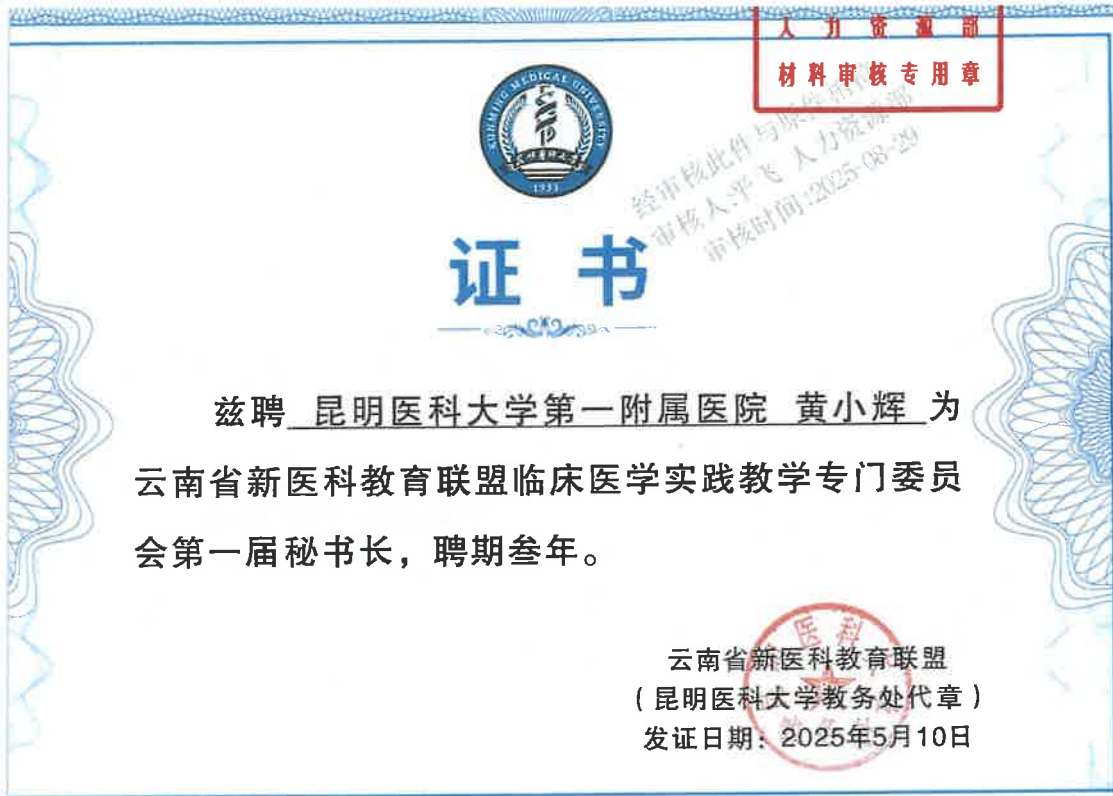 人力资源部
材料审核专用章
KUNMING MEDICAL UNIVERSITY
1933
经审核此件与原件相符
审核人:平飞 人力资源部
审核时间:2025-08-29
证书
兹聘 昆明医科大学第一附属医院 黄小辉 为
云南省新医科教育联盟临床医学实践教学专门委员
会第一届秘书长，聘期叁年。
云南省新医科教育联盟
（昆明医科大学教务处代章）
发证日期：2025年5月10日